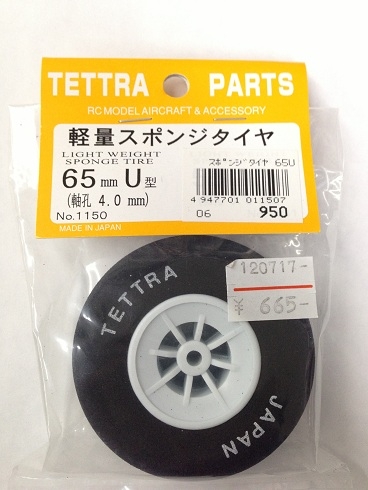 TETTRA PARTS
RC MODEL AIRCRAFT & ACCESSORY
軽量スポンジタイヤ
LIGHT WEIGHT
SPONGE TIRE
65mm U型
(軸孔 4.0 mm)
No.1150
MADE IN JAPAN
スポンジタイヤ 65U
4 947701 011507
06 950
120717-
¥ 665-
TETTRA
JAPAN